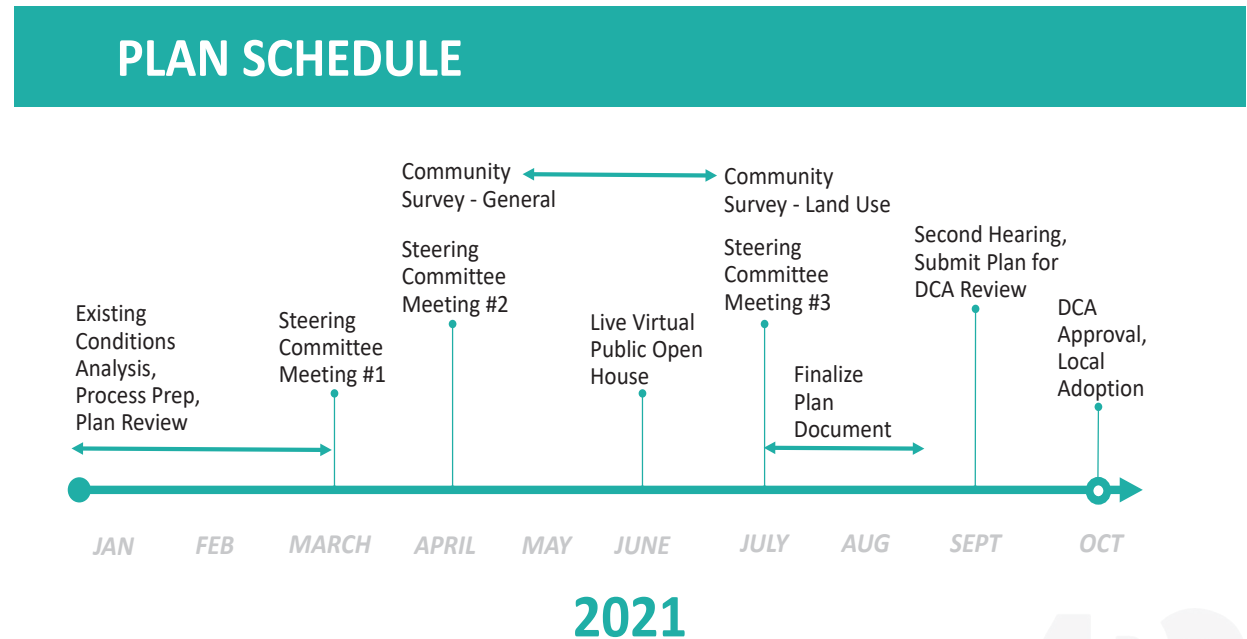 PLAN SCHEDULE
Community
Survey - General
Community
Survey - Land Use
Steering
Committee
Meeting #2
Steering
Committee
Meeting #3
Second Hearing,
Submit Plan for
DCA Review
Existing
Conditions
Analysis,
Process Prep,
Plan Review
Steering
Committee
Meeting #1
Live Virtual
Public Open
House
Finalize
Plan
Document
DCA
Approval,
Local
Adoption
JAN FEB MARCH APRIL MAY JUNE JULY AUG SEPT OCT
2021